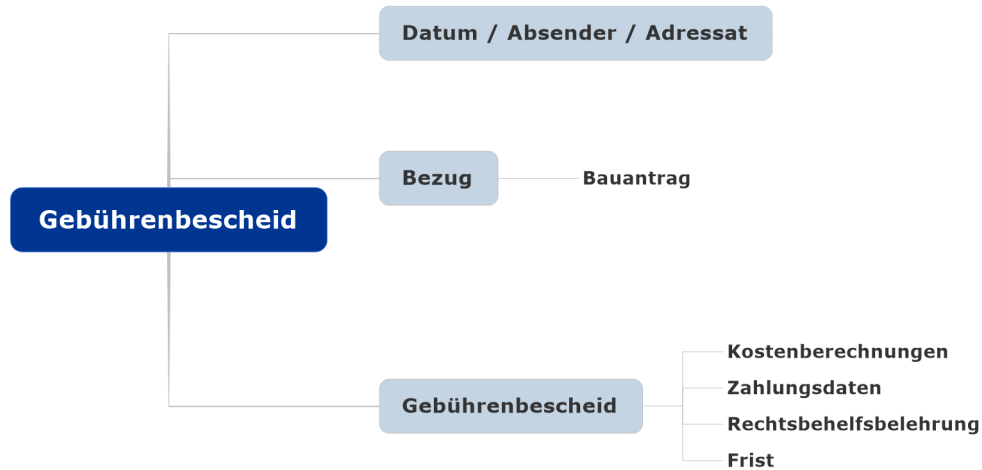 Gebührenbescheid
Datum / Absender / Adressat
Bezug
Bauantrag
Gebührenbescheid
Kostenberechnungen
Zahlungsdaten
Rechtsbehelfsbelehrung
Frist